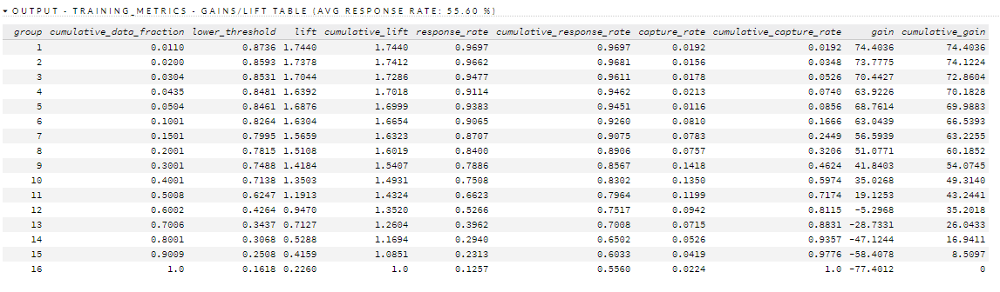 ▾ OUTPUT - TRAINING_METRICS - GAINS/LIFT TABLE (AVG RESPONSE RATE: 55.60 %)
group cumulative_data_fraction lower_threshold lift cumulative_lift response_rate cumulative_response_rate capture_rate cumulative_capture_rate gain cumulative_gain
1 0.0110 0.8736 1.7440 1.7440 0.9697 0.9697 0.0192 0.0192 74.4036 74.4036
2 0.0200 0.8593 1.7378 1.7412 0.9662 0.9681 0.0156 0.0348 73.7775 74.1224
3 0.0304 0.8531 1.7044 1.7286 0.9477 0.9611 0.0178 0.0526 70.4427 72.8604
4 0.0435 0.8481 1.6392 1.7018 0.9114 0.9462 0.0213 0.0740 63.9226 70.1828
5 0.0504 0.8461 1.6876 1.6999 0.9383 0.9451 0.0116 0.0856 68.7614 69.9883
6 0.1001 0.8264 1.6304 1.6654 0.9065 0.9260 0.0810 0.1666 63.0439 66.5393
7 0.1501 0.7995 1.5659 1.6323 0.8707 0.9075 0.0783 0.2449 56.5939 63.2255
8 0.2001 0.7815 1.5108 1.6019 0.8400 0.8906 0.0757 0.3206 51.0771 60.1852
9 0.3001 0.7488 1.4184 1.5407 0.7886 0.8567 0.1418 0.4624 41.8403 54.0745
10 0.4001 0.7138 1.3503 1.4931 0.7508 0.8302 0.1350 0.5974 35.0268 49.3140
11 0.5008 0.6247 1.1913 1.4324 0.6623 0.7964 0.1199 0.7174 19.1253 43.2441
12 0.6002 0.4264 0.9470 1.3520 0.5266 0.7517 0.0942 0.8115 -5.2968 35.2018
13 0.7006 0.3437 0.7127 1.2604 0.3962 0.7008 0.0715 0.8831 -28.7331 26.0433
14 0.8001 0.3068 0.5288 1.1694 0.2940 0.6502 0.0526 0.9357 -47.1244 16.9411
15 0.9009 0.2508 0.4159 1.0851 0.2313 0.6033 0.0419 0.9776 -58.4078 8.5097
16 1.0 0.1618 0.2260 1.0 0.1257 0.5560 0.0224 1.0 -77.4012 0